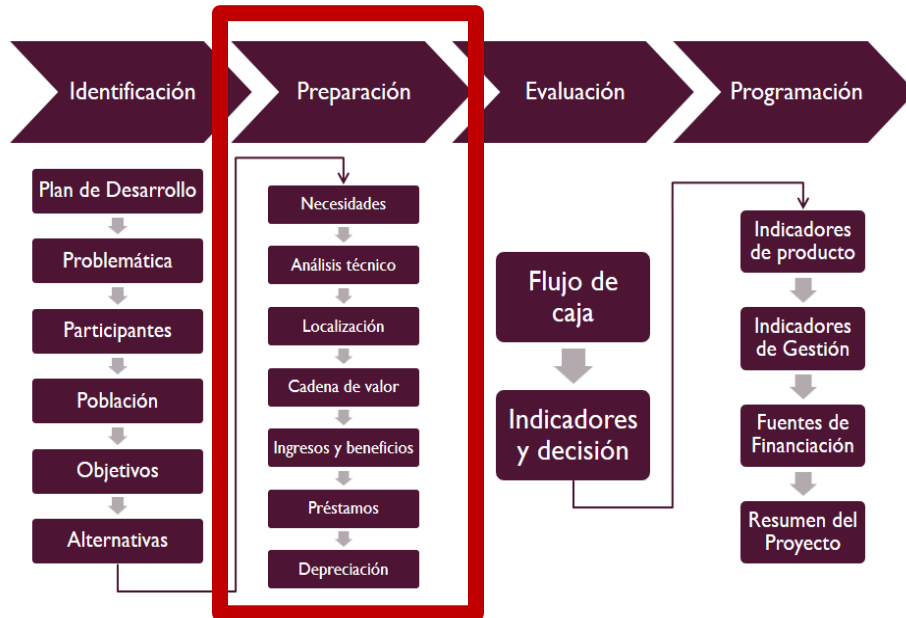 Identificación
Preparación
Evaluación
Programación
Plan de Desarrollo
Problemática
Participantes
Población
Objetivos
Alternativas
Necesidades
Análisis técnico
Localización
Cadena de valor
Ingresos y beneficios
Préstamos
Depreciación
Flujo de
caja
Indicadores
y decisión
Indicadores
de producto
Indicadores
de Gestión
Fuentes de
Financiación
Resumen del
Proyecto